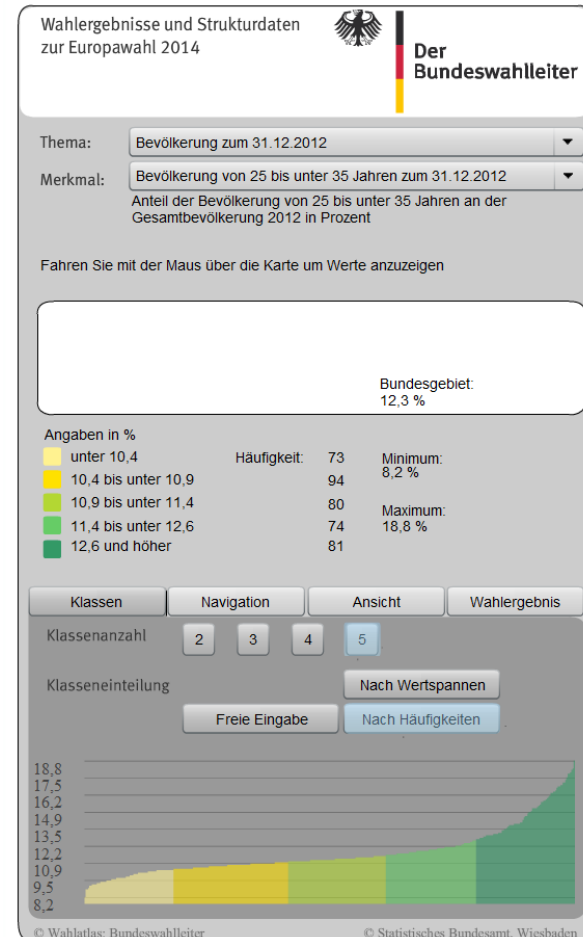 Wahlergebnisse und Strukturdaten
zur Europawahl 2014
Der
Bundeswahlleiter
Thema:
Bevölkerung zum 31.12.2012
Merkmal:
Bevölkerung von 25 bis unter 35 Jahren zum 31.12.2012
Anteil der Bevölkerung von 25 bis unter 35 Jahren an der
Gesamtbevölkerung 2012 in Prozent
Fahren Sie mit der Maus über die Karte um Werte anzuzeigen
Bundesgebiet:
12,3 %
Angaben in %
unter 10,4 Häufigkeit: 73
10,4 bis unter 10,9 94
10,9 bis unter 11,4 80
11,4 bis unter 12,6 74
12,6 und höher 81
Minimum:
8,2 %
Maximum:
18,8 %
Klassen Navigation Ansicht Wahlergebnis
Klassenanzahl 2 3 4 5
Klasseneinteilung Nach Wertspannen
Freie Eingabe Nach Häufigkeiten
18,8
17,5
16,2
14,9
13,5
12,2
10,9
9,5
8,2
© Wahlatlas: Bundeswahlleiter © Statistisches Bundesamt, Wiesbaden